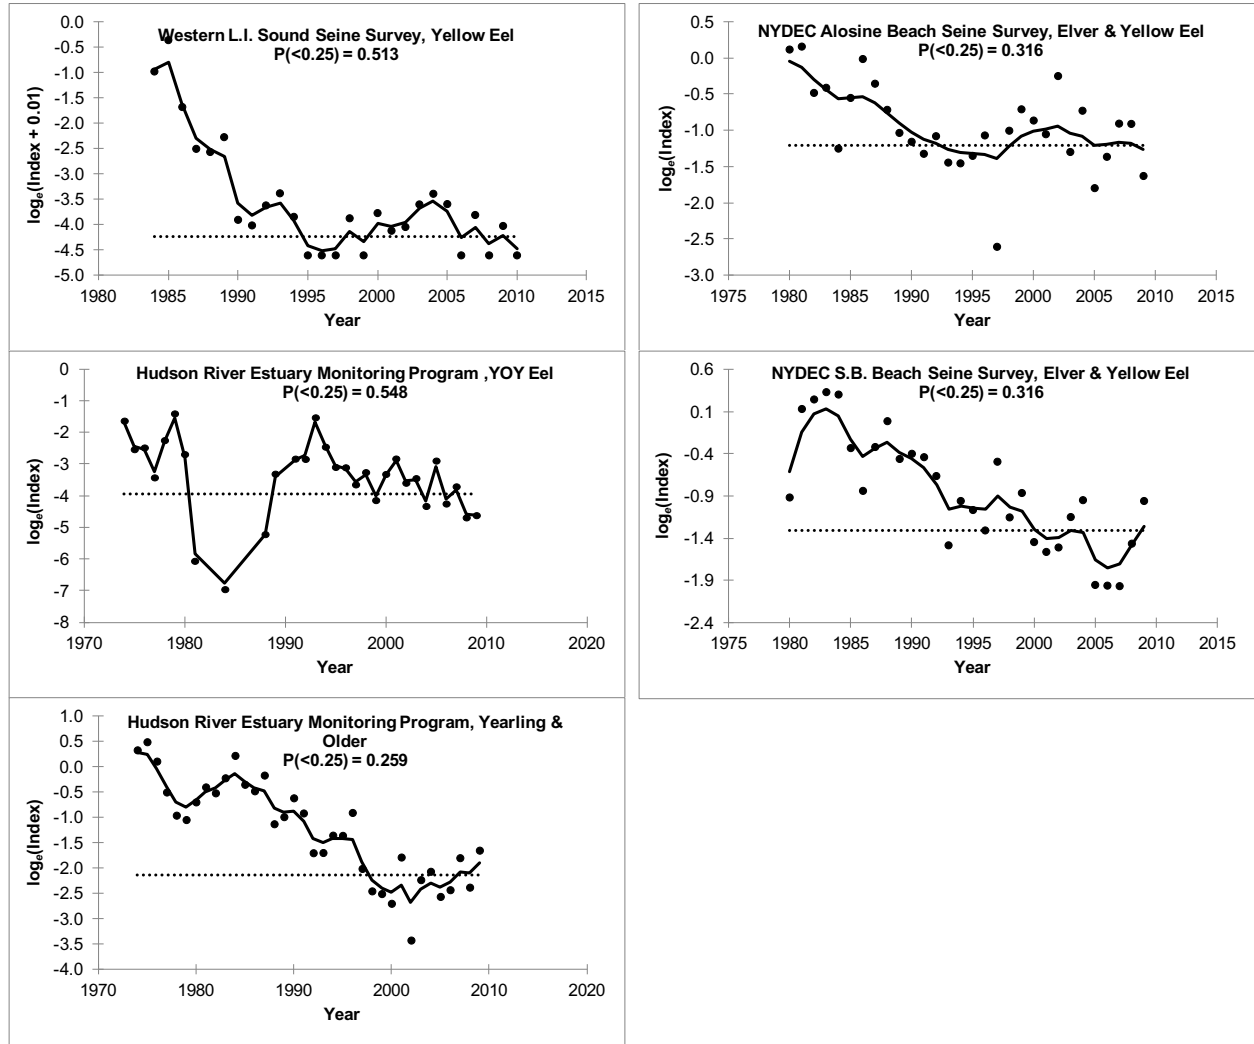 Western L.I. Sound Seine Survey, Yellow Eel
P(<0.25) = 0.513
0.0
-0.5
-1.0
-1.5
-2.0
-2.5
-3.0
-3.5
-4.0
-4.5
-5.0
logₑ(Index + 0.01)
1980 1985 1990 1995 2000 2005 2010 2015
Year
NYDEC Alosine Beach Seine Survey, Elver & Yellow Eel
P(<0.25) = 0.316
0.5
0.0
-0.5
-1.0
-1.5
-2.0
-2.5
-3.0
logₑ(Index)
1975 1980 1985 1990 1995 2000 2005 2010 2015
Year
Hudson River Estuary Monitoring Program ,YOY Eel
P(<0.25) = 0.548
0
-1
-2
-3
-4
-5
-6
-7
-8
logₑ(Index)
1970 1980 1990 2000 2010 2020
Year
NYDEC S.B. Beach Seine Survey, Elver & Yellow Eel
P(<0.25) = 0.316
0.6
0.1
-0.4
-0.9
-1.4
-1.9
-2.4
logₑ(Index)
1975 1980 1985 1990 1995 2000 2005 2010 2015
Year
Hudson River Estuary Monitoring Program, Yearling &
Older
P(<0.25) = 0.259
1.0
0.5
0.0
-0.5
-1.0
-1.5
-2.0
-2.5
-3.0
-3.5
-4.0
logₑ(Index)
1970 1980 1990 2000 2010 2020
Year